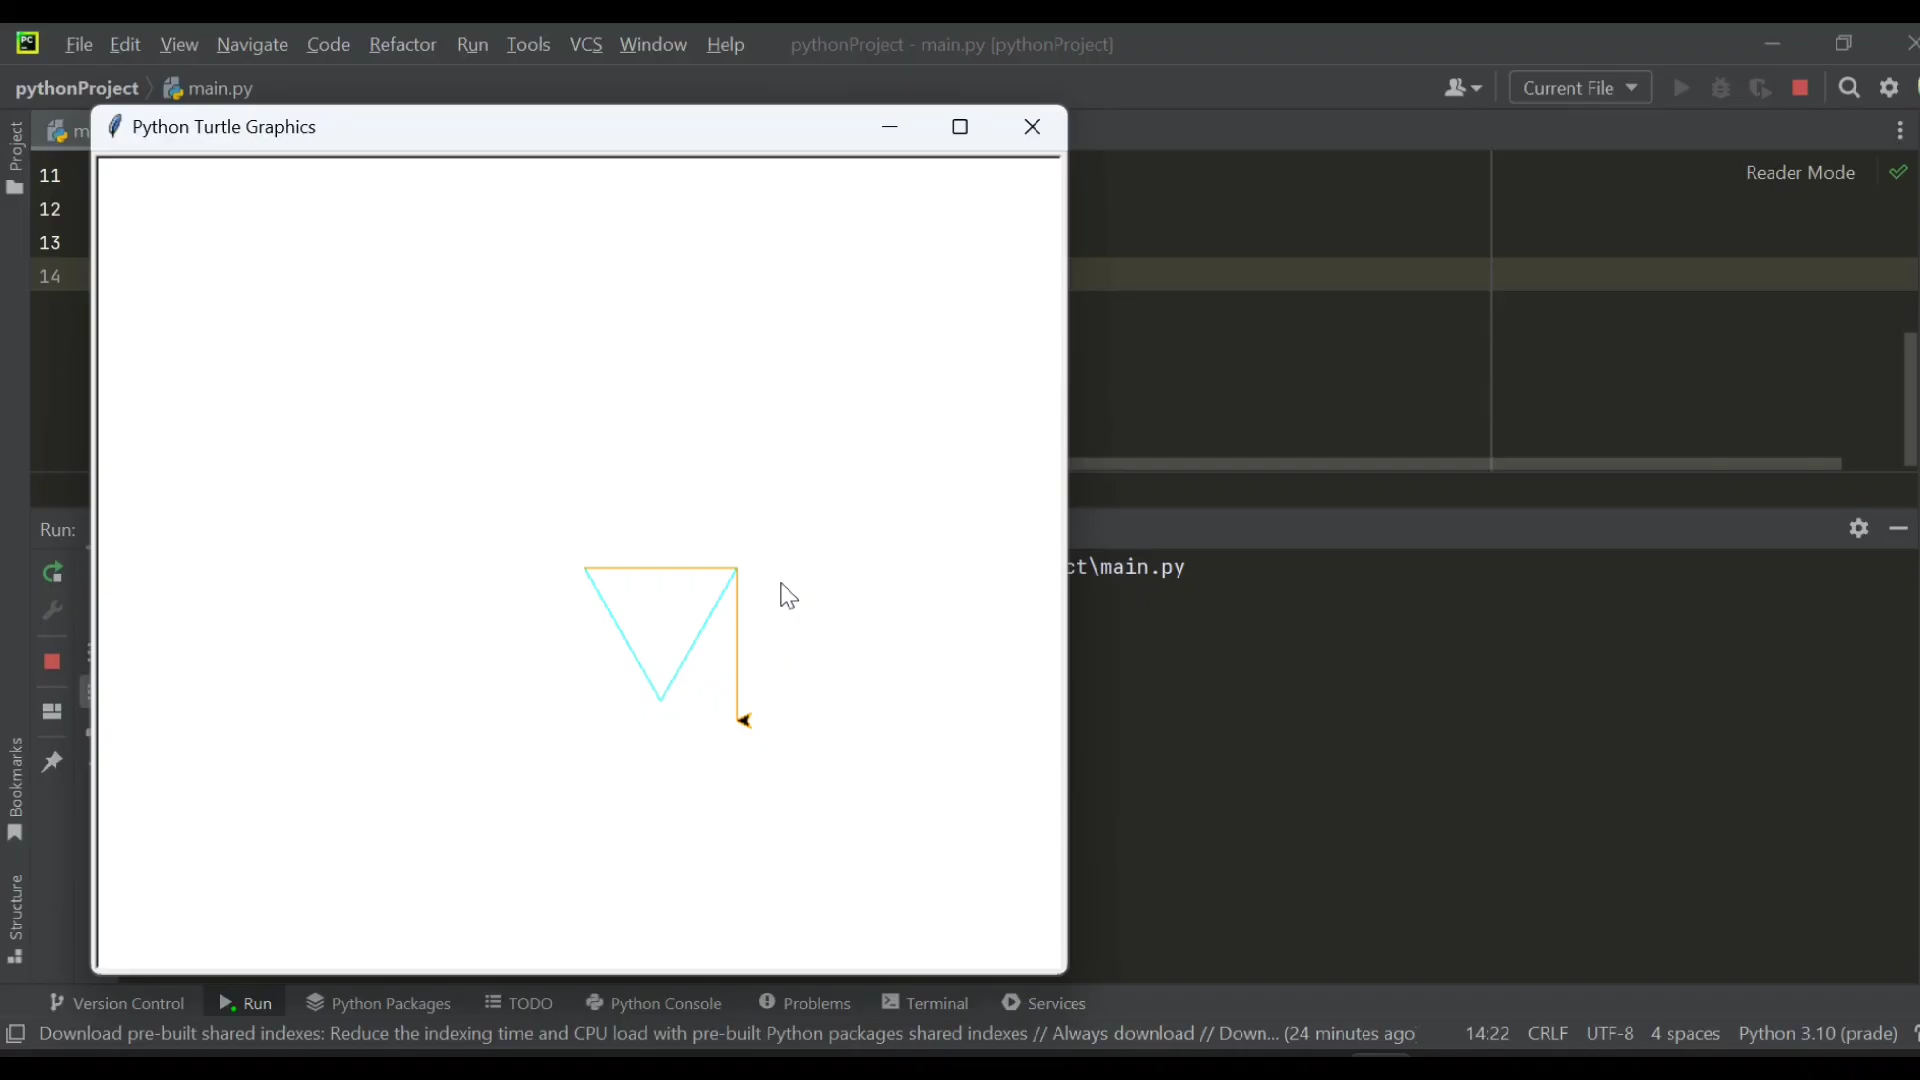 PC
File Edit View Navigate Code Refactor Run Tools VCS Window Help pythonProject - main.py [pythonProject]
pythonProject main.py Current File
Project
m
Python Turtle Graphics
Reader Mode
11
12
13
14
Run:
ct\main.py
Bookmarks
Structure
Version Control Run Python Packages TODO Python Console Problems Terminal Services
Download pre-built shared indexes: Reduce the indexing time and CPU load with pre-built Python packages shared indexes // Always download // Down... (24 minutes ago 14:22 CRLF UTF-8 4 spaces Python 3.10 (prade)